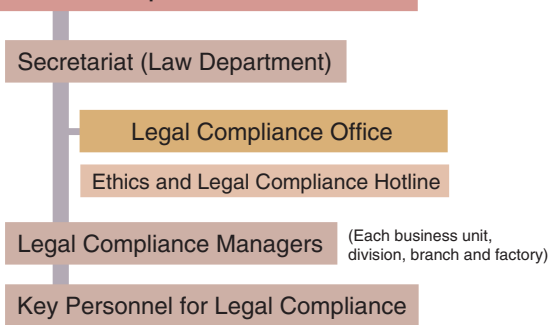 Secretariat (Law Department)
Legal Compliance Office
Ethics and Legal Compliance Hotline
Legal Compliance Managers
(Each business unit,
division, branch and factory)
Key Personnel for Legal Compliance